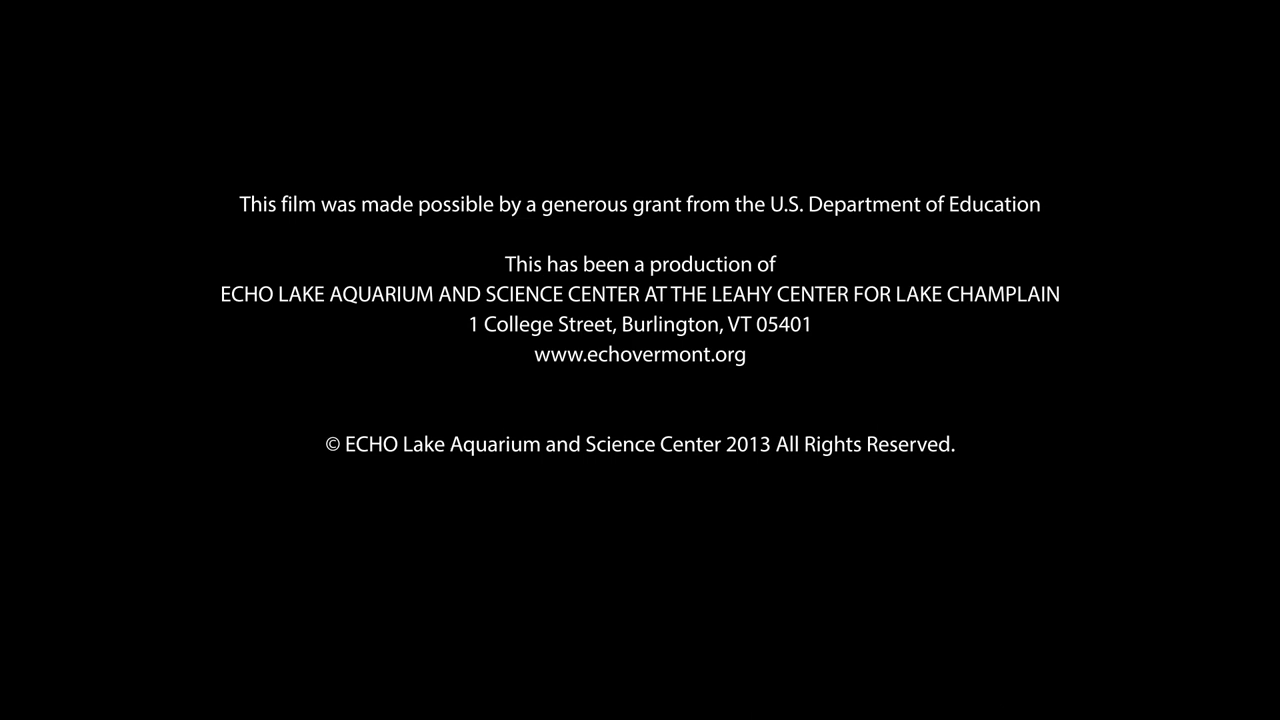 This film was made possible by a generous grant from the U.S. Department of Education
This has been a production of
ECHO LAKE AQUARIUM AND SCIENCE CENTER AT THE LEAHY CENTER FOR LAKE CHAMPLAIN
1 College Street, Burlington, VT 05401
www.echovermont.org
© ECHO Lake Aquarium and Science Center 2013 All Rights Reserved.